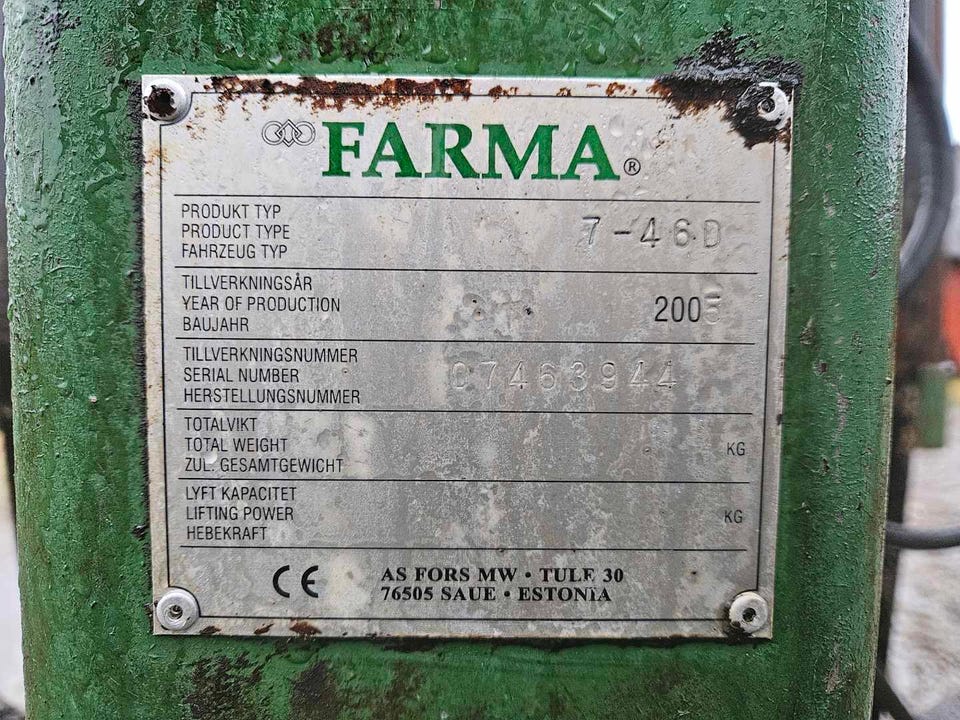 FARMA®
PRODUKT TYP
PRODUCT TYPE 7-46D
FAHRZEUG TYP
TILLVERKNINGSÅR
YEAR OF PRODUCTION 2005
BAUJAHR
TILLVERKNINGSNUMMER
SERIAL NUMBER 07463944
HERSTELLUNGSNUMMER
TOTALVIKT
TOTAL WEIGHT KG
ZUL. GESAMTGEWICHT
LYFT KAPACITET
LIFTING POWER KG
HEBEKRAFT
CE AS FORS MW • TULE 30
76505 SAUE • ESTONIA